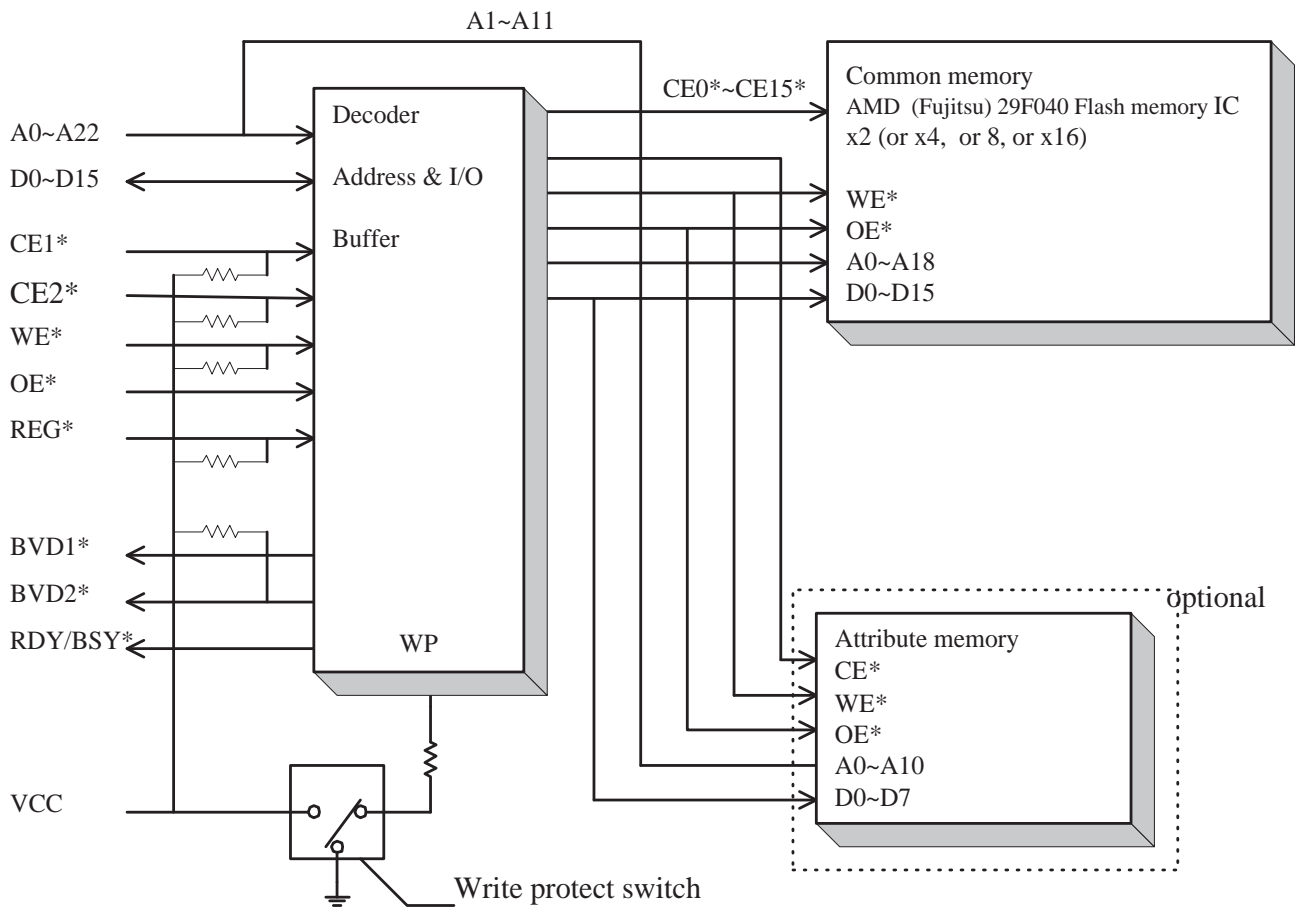 A1~A11
A0~A22
D0~D15
CE1*
CE2*
WE*
OE*
REG*
BVD1*
BVD2*
RDY/BSY*
VCC
Decoder
Address & I/O
Buffer
WP
Write protect switch
CE0*~CE15*
Common memory
AMD (Fujitsu) 29F040 Flash memory IC
x2 (or x4, or 8, or x16)
WE*
OE*
A0~A18
D0~D15
optional
Attribute memory
CE*
WE*
OE*
A0~A10
D0~D7